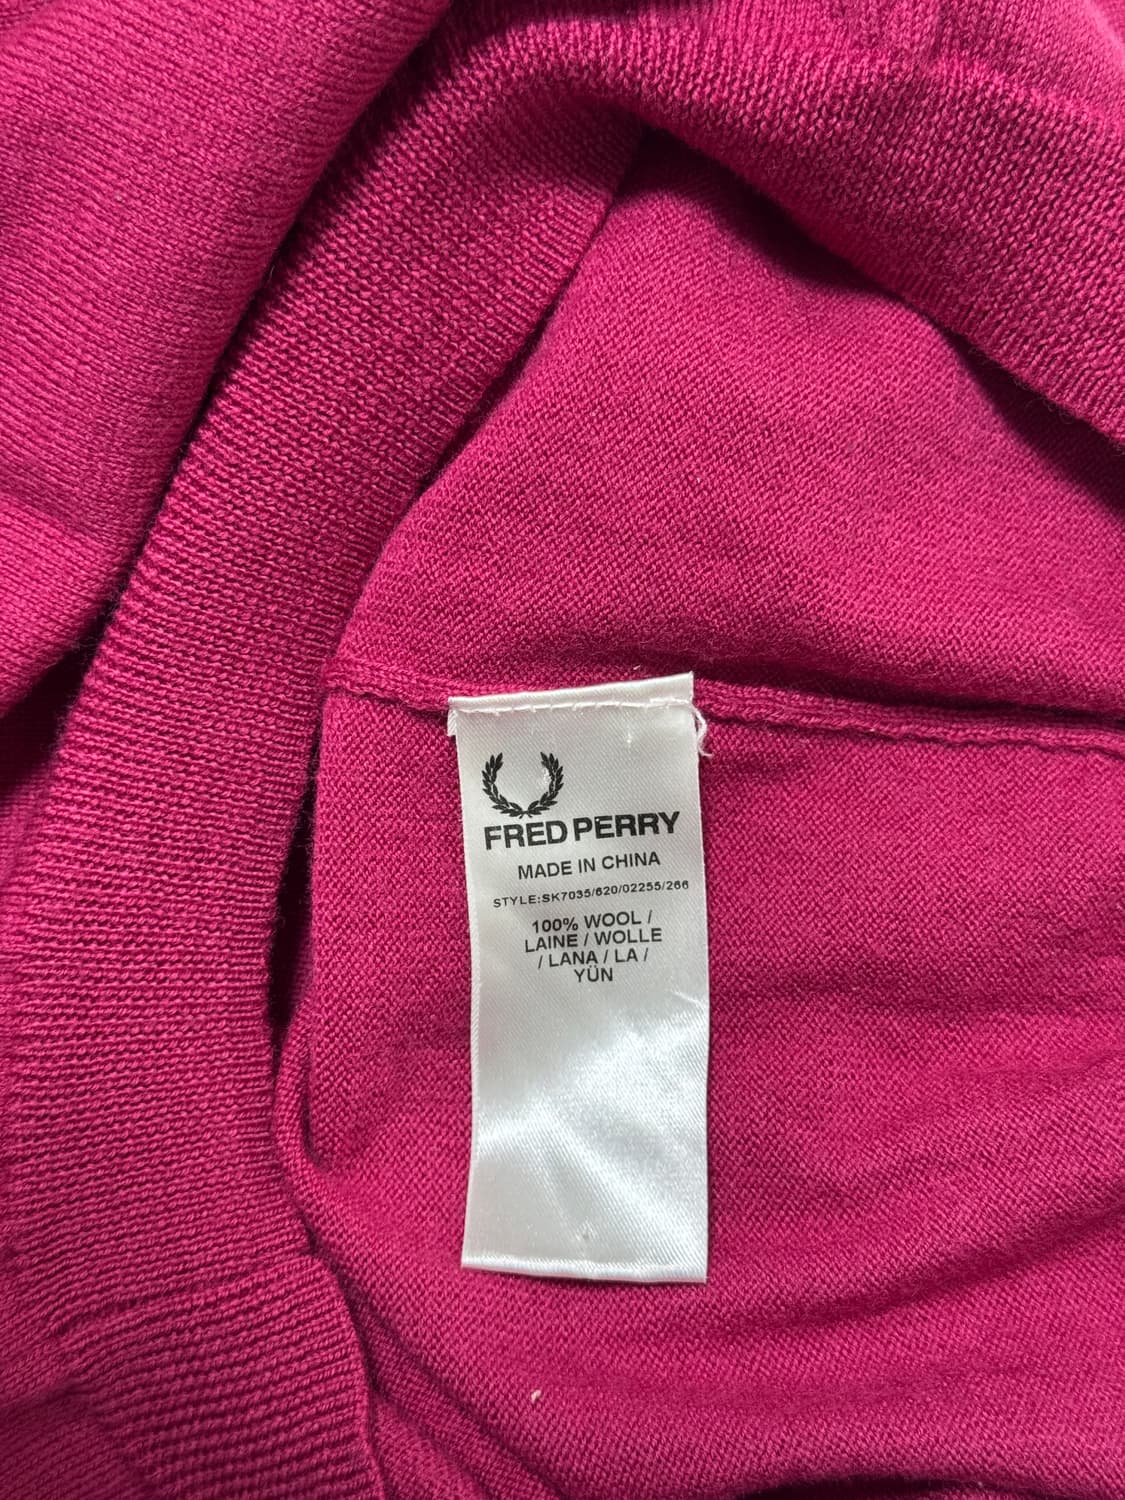 FRED PERRY
MADE IN CHINA
STYLE:SK7035/620/02255/266
100% WOOL /
LAINE / WOLLE
/ LANA / LA /
YÜN